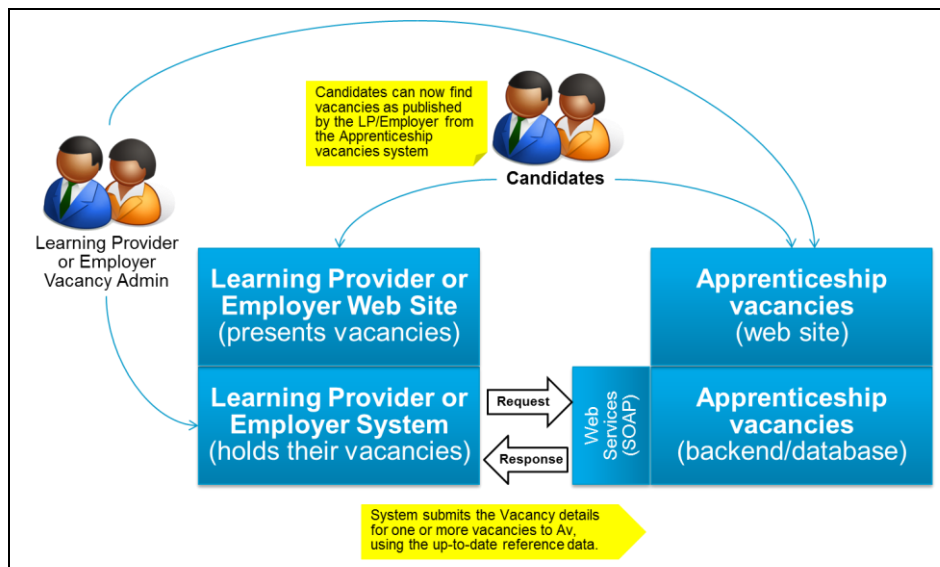 Candidates can now find
vacancies as published
by the LP/Employer from
the Apprenticeship
vacancies system
Candidates
Learning Provider
or Employer
Vacancy Admin
Learning Provider or
Employer Web Site
(presents vacancies)
Apprenticeship
vacancies
(web site)
Learning Provider or
Employer System
(holds their vacancies)
Request
Response
Web
Services
(SOAP)
Apprenticeship
vacancies
(backend/database)
System submits the Vacancy details
for one or more vacancies to Av,
using the up-to-date reference data.